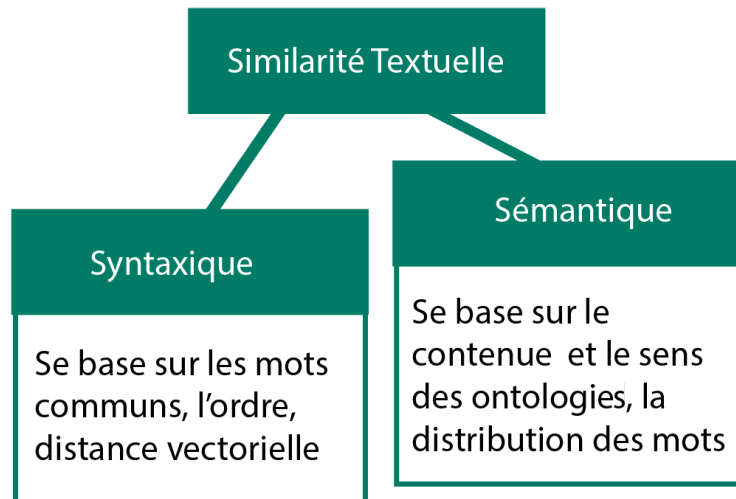 Similarité Textuelle
Syntaxique
Se base sur les mots
communs, l’ordre,
distance vectorielle
Sémantique
Se base sur le
contenue et le sens
des ontologies, la
distribution des mots